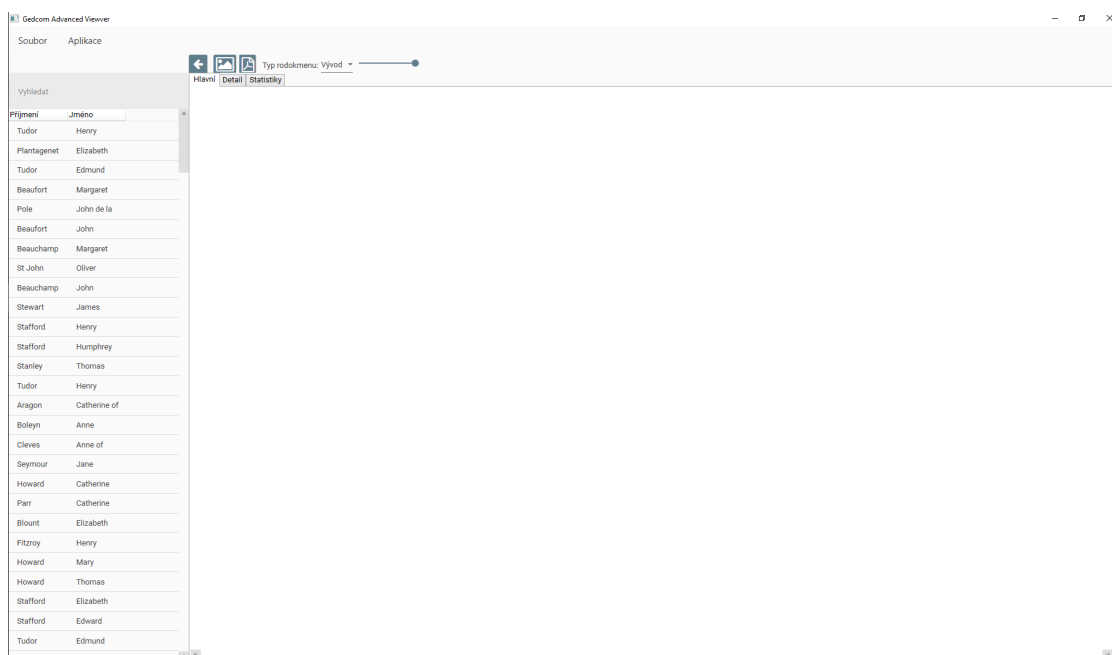 Gedcom Advanced Viewver
Soubor Aplikace
Typ rodokmenu: Vývod
Hlavní Detail Statistiky
Vyhledat
Příjmení Jméno
Tudor Henry
Plantagenet Elizabeth
Tudor Edmund
Beaufort Margaret
Pole John de la
Beaufort John
Beauchamp Margaret
St John Oliver
Beauchamp John
Stewart James
Stafford Henry
Stafford Humphrey
Stanley Thomas
Tudor Henry
Aragon Catherine of
Boleyn Anne
Cleves Anne of
Seymour Jane
Howard Catherine
Parr Catherine
Blount Elizabeth
Fitzroy Henry
Howard Mary
Howard Thomas
Stafford Elizabeth
Stafford Edward
Tudor Edmund